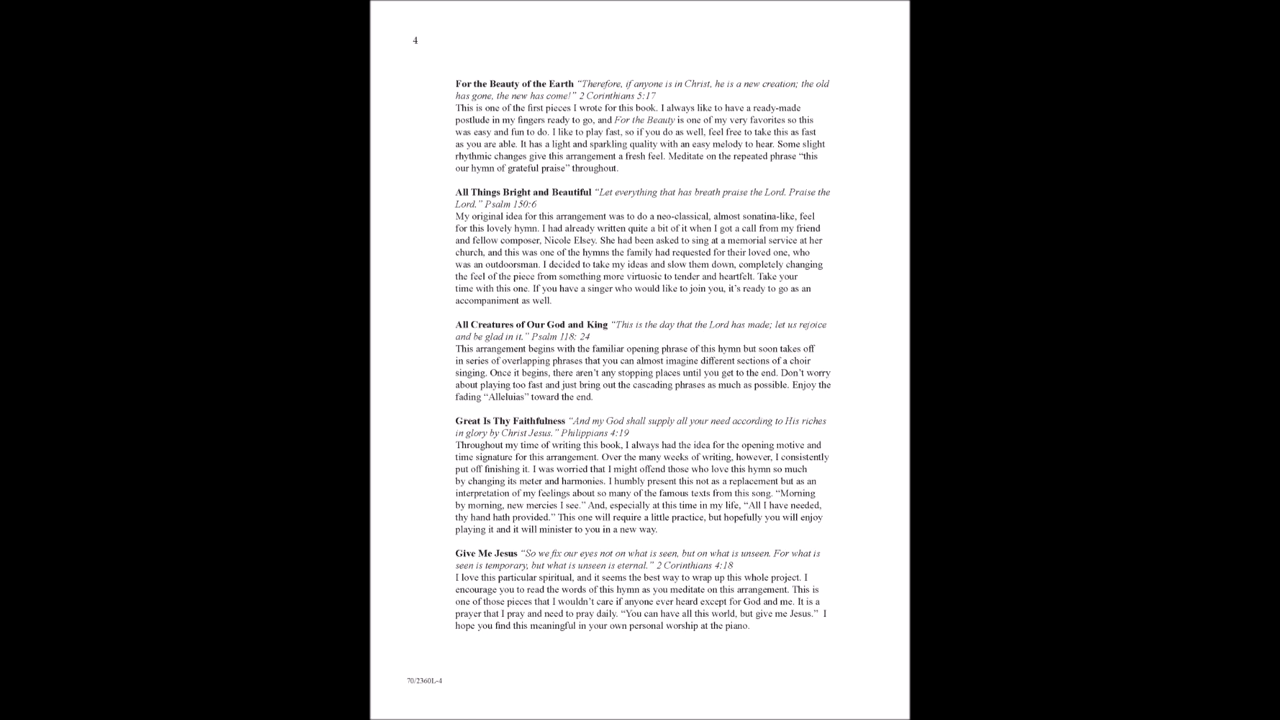 4
For the Beauty of the Earth “Therefore, if anyone is in Christ, he is a new creation; the old
has gone, the new has come!” 2 Corinthians 5:17
This is one of the first pieces I wrote for this book. I always like to have a ready-made
postlude in my fingers ready to go, and For the Beauty is one of my very favorites so this
was easy and fun to do. I like to play fast, so if you do as well, feel free to take this as fast
as you are able. It has a light and sparkling quality with an easy melody to hear. Some slight
rhythmic changes give this arrangement a fresh feel. Meditate on the repeated phrase “this
our hymn of grateful praise” throughout.
All Things Bright and Beautiful “Let everything that has breath praise the Lord. Praise the
Lord.” Psalm 150:6
My original idea for this arrangement was to do a neo-classical, almost sonatina-like, feel
for this lovely hymn. I had already written quite a bit of it when I got a call from my friend
and fellow composer, Nicole Elsey. She had been asked to sing at a memorial service at her
church, and this was one of the hymns the family had requested for their loved one, who
was an outdoorsman. I decided to take my ideas and slow them down, completely changing
the feel of the piece from something more virtuosic to tender and heartfelt. Take your
time with this one. If you have a singer who would like to join you, it’s ready to go as an
accompaniment as well.
All Creatures of Our God and King “This is the day that the Lord has made; let us rejoice
and be glad in it.” Psalm 118: 24
This arrangement begins with the familiar opening phrase of this hymn but soon takes off
in series of overlapping phrases that you can almost imagine different sections of a choir
singing. Once it begins, there aren’t any stopping places until you get to the end. Don’t worry
about playing too fast and just bring out the cascading phrases as much as possible. Enjoy the
fading “Alleluias” toward the end.
Great Is Thy Faithfulness “And my God shall supply all your need according to His riches
in glory by Christ Jesus.” Philippians 4:19
Throughout my time of writing this book, I always had the idea for the opening motive and
time signature for this arrangement. Over the many weeks of writing, however, I consistently
put off finishing it. I was worried that I might offend those who love this hymn so much
by changing its meter and harmonies. I humbly present this not as a replacement but as an
interpretation of my feelings about so many of the famous texts from this song. “Morning
by morning, new mercies I see.” And, especially at this time in my life, “All I have needed,
thy hand hath provided.” This one will require a little practice, but hopefully you will enjoy
playing it and it will minister to you in a new way.
Give Me Jesus “So we fix our eyes not on what is seen, but on what is unseen. For what is
seen is temporary, but what is unseen is eternal.” 2 Corinthians 4:18
I love this particular spiritual, and it seems the best way to wrap up this whole project. I
encourage you to read the words of this hymn as you meditate on this arrangement. This is
one of those pieces that I wouldn’t care if anyone ever heard except for God and me. It is a
prayer that I pray and need to pray daily. “You can have all this world, but give me Jesus.” I
hope you find this meaningful in your own personal worship at the piano.
70/2360L-4